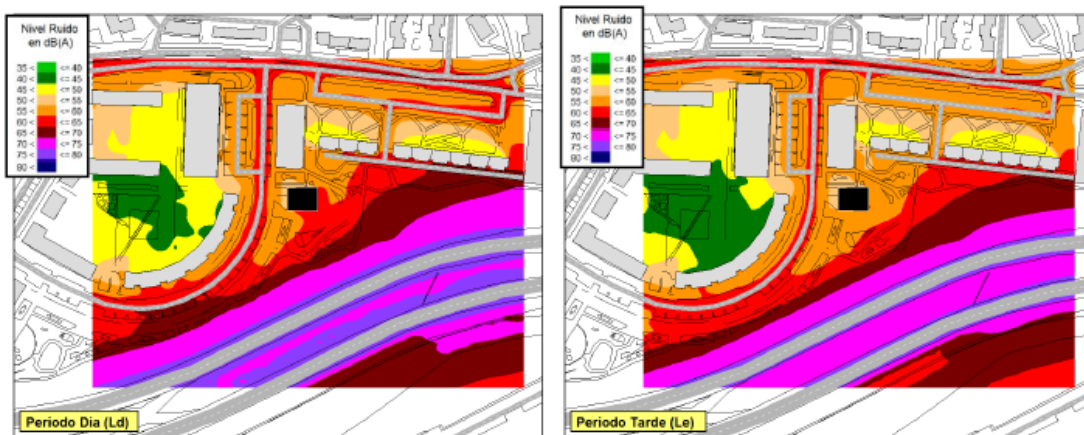 Nivel Ruido
en dB(A)
35 < <= 40
40 < <= 45
45 < <= 50
50 < <= 55
55 < <= 60
60 < <= 65
65 < <= 70
70 < <= 75
75 < <= 80
80 <
Periodo Dia (Ld)
Nivel Ruido
en dB(A)
35 < <= 40
40 < <= 45
45 < <= 50
50 < <= 55
55 < <= 60
60 < <= 65
65 < <= 70
70 < <= 75
75 < <= 80
80 <
Periodo Tarde (Le)